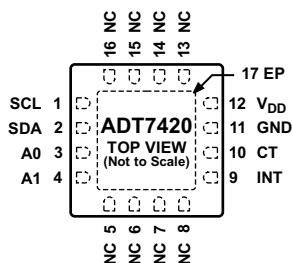 16 NC
15 NC
14 NC
13 NC
17 EP
SCL 1
SDA 2
A0 3
A1 4
ADT7420
TOP VIEW
(Not to Scale)
12 VDD
11 GND
10 CT
9 INT
NC 5
NC 6
NC 7
NC 8